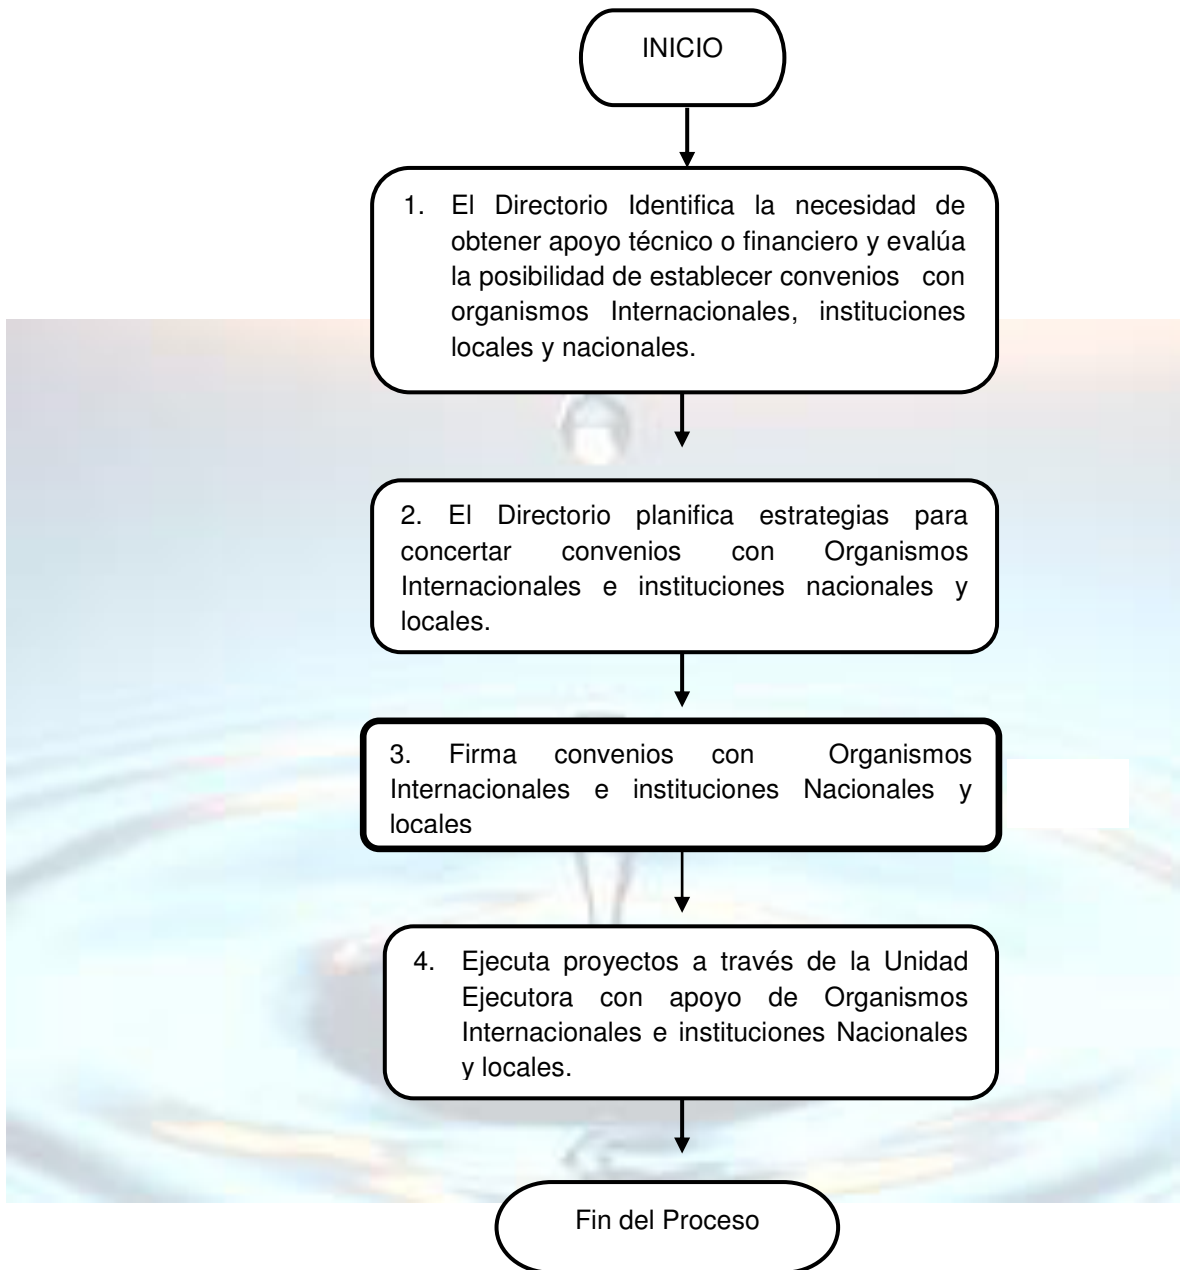 INICIO
1. El Directorio Identifica la necesidad de
obtener apoyo técnico o financiero y evalúa
la posibilidad de establecer convenios con
organismos Internacionales, instituciones
locales y nacionales.
2. El Directorio planifica estrategias para
concertar convenios con Organismos
Internacionales e instituciones nacionales y
locales.
3. Firma convenios con Organismos
Internacionales e instituciones Nacionales y
locales
4. Ejecuta proyectos a través de la Unidad
Ejecutora con apoyo de Organismos
Internacionales e instituciones Nacionales
y locales.
Fin del Proceso